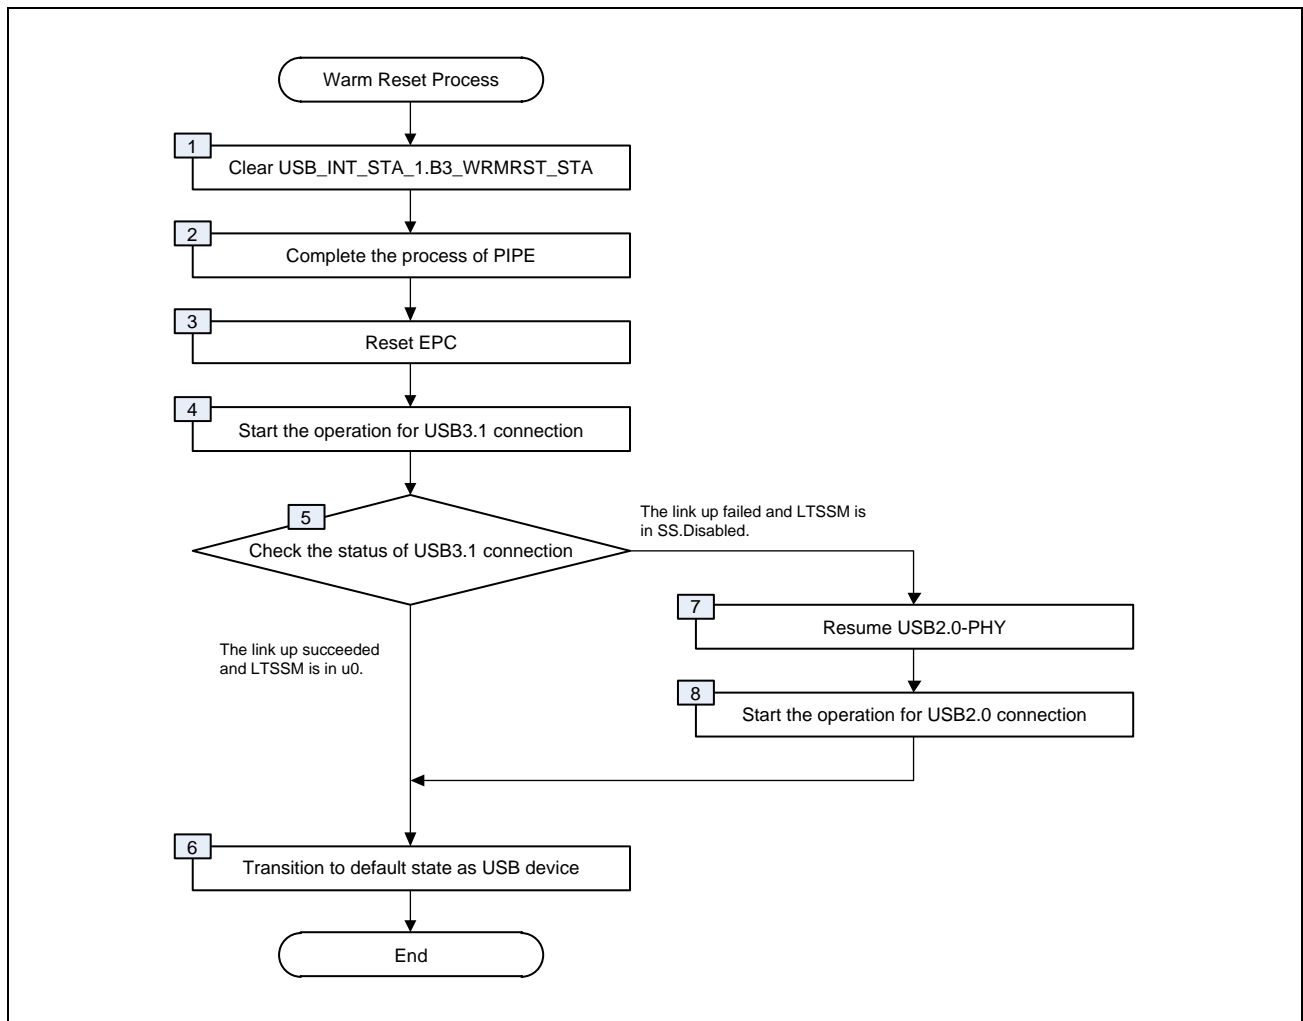 Warm Reset Process
1
Clear USB_INT_STA_1.B3_WRMRST_STA
2
Complete the process of PIPE
3
Reset EPC
4
Start the operation for USB3.1 connection
5
Check the status of USB3.1 connection
The link up failed and LTSSM is
in SS.Disabled.
7
Resume USB2.0-PHY
The link up succeeded
and LTSSM is in u0.
8
Start the operation for USB2.0 connection
6
Transition to default state as USB device
End